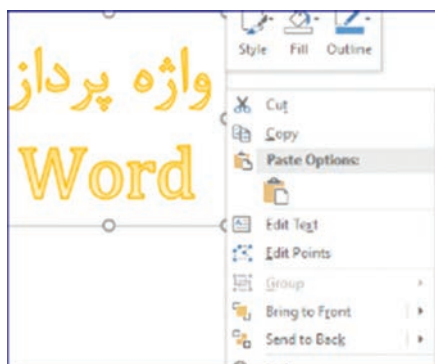 واژه پرداز
Word
Style Fill Outline
Cut
Copy
Paste Options:
Edit Text
Edit Points
Group
Bring to Front
Send to Back